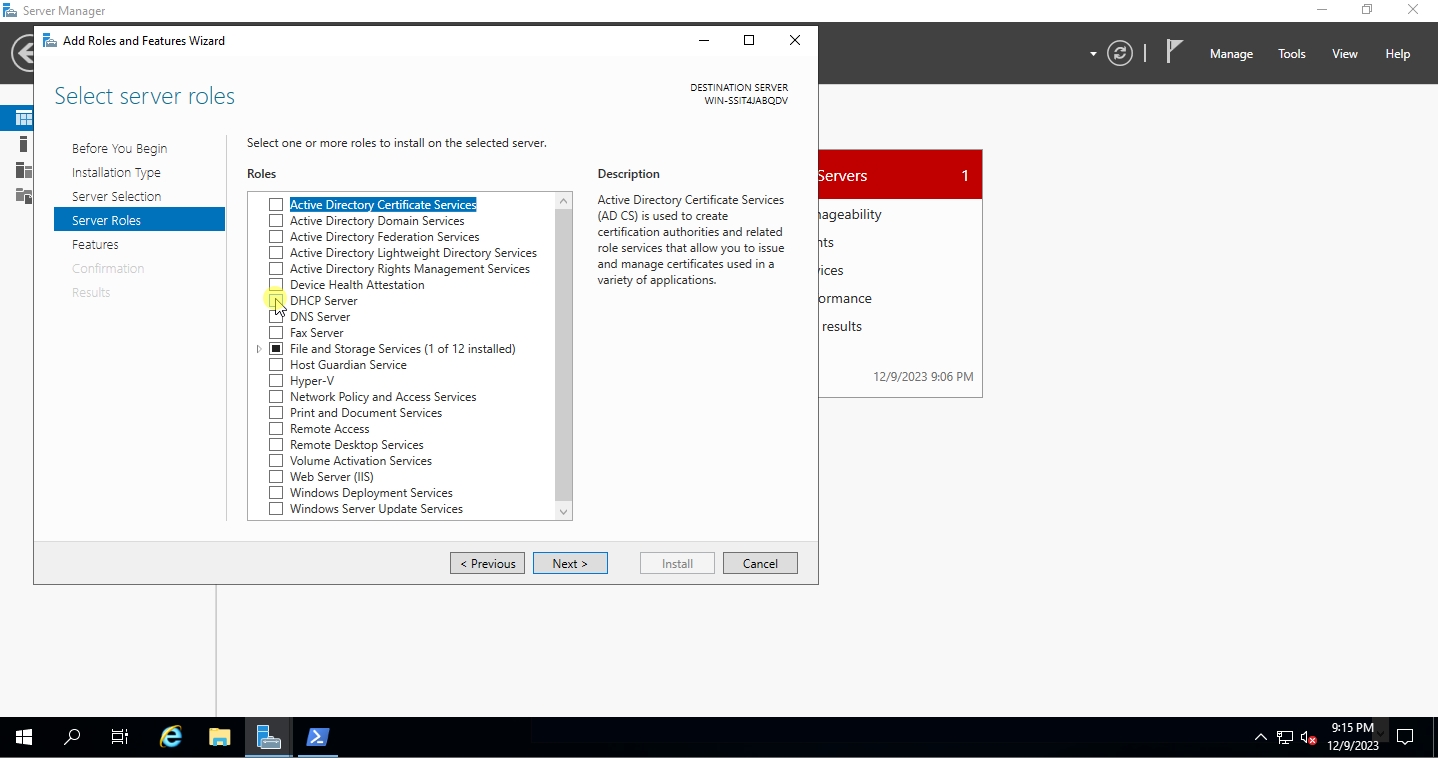 Server Manager
Add Roles and Features Wizard
Manage
Tools
View
Help
Select server roles
DESTINATION SERVER
WIN-SSIT4JABQDV
Before You Begin
Installation Type
Server Selection
Server Roles
Features
Confirmation
Results
Select one or more roles to install on the selected server.
Roles
Active Directory Certificate Services
Active Directory Domain Services
Active Directory Federation Services
Active Directory Lightweight Directory Services
Active Directory Rights Management Services
Device Health Attestation
DHCP Server
DNS Server
Fax Server
File and Storage Services (1 of 12 installed)
Host Guardian Service
Hyper-V
Network Policy and Access Services
Print and Document Services
Remote Access
Remote Desktop Services
Volume Activation Services
Web Server (IIS)
Windows Deployment Services
Windows Server Update Services
Description
Active Directory Certificate Services
(AD CS) is used to create
certification authorities and related
role services that allow you to issue
and manage certificates used in a
variety of applications.
< Previous
Next >
Install
Cancel
Servers
1
ageability
nts
vices
ormance
results
12/9/2023 9:06 PM
9:15 PM
12/9/2023